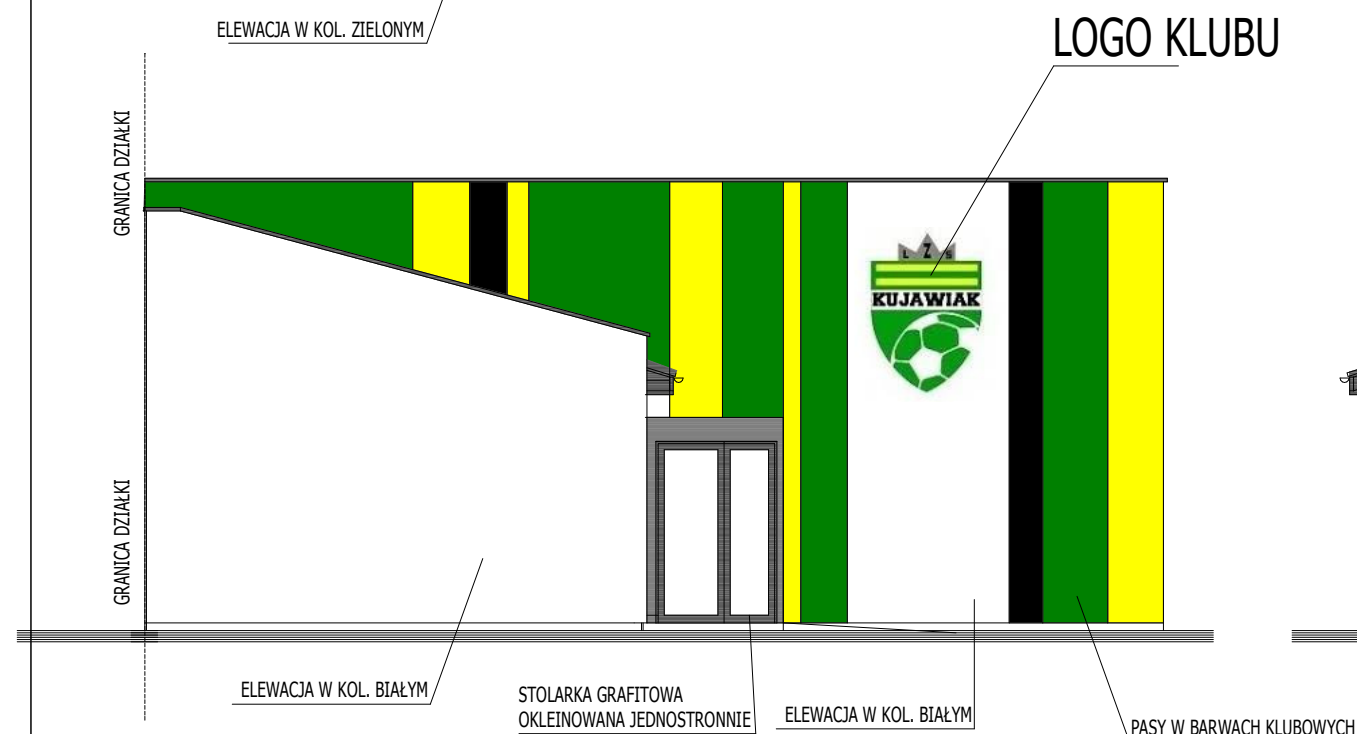 ELEWACJA W KOL. ZIELONYM
LOGO KLUBU
GRANICA DZIAŁKI
L Z S
KUJAWIAK
GRANICA DZIAŁKI
ELEWACJA W KOL. BIAŁYM
STOLARKA GRAFITOWA
OKLEINOWANA JEDNOSTRONNIE
ELEWACJA W KOL. BIAŁYM
PASY W BARWACH KLUBOWYCH